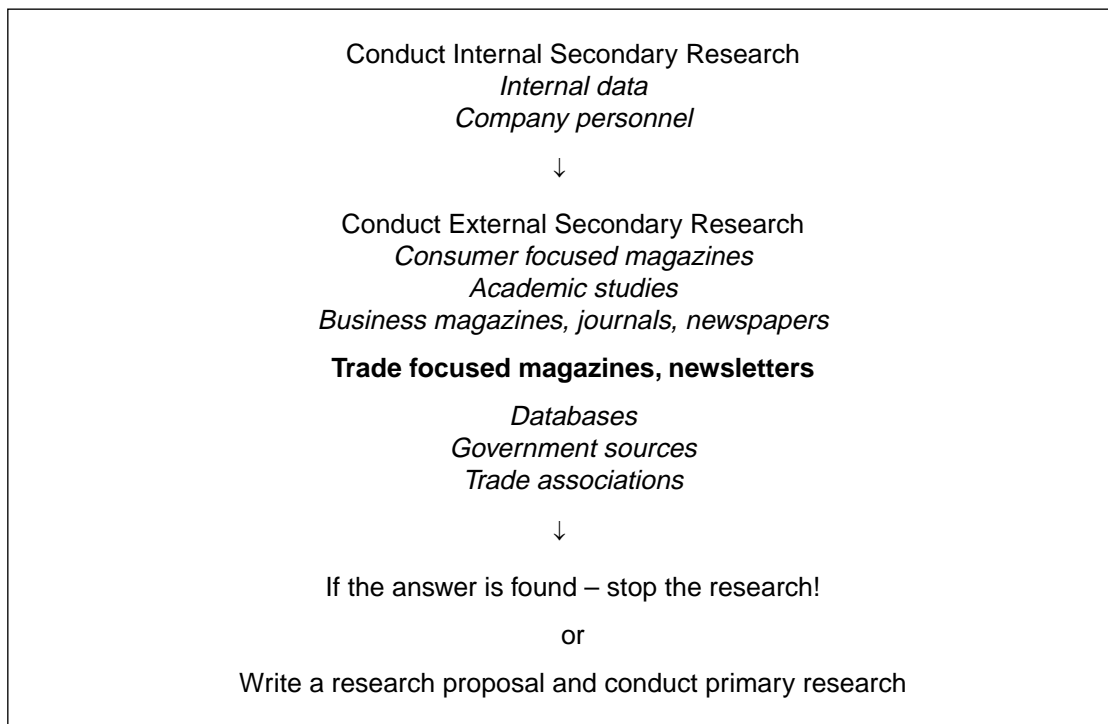 Conduct Internal Secondary Research
Internal data
Company personnel
↓
Conduct External Secondary Research
Consumer focused magazines
Academic studies
Business magazines, journals, newspapers
Trade focused magazines, newsletters
Databases
Government sources
Trade associations
↓
If the answer is found – stop the research!
or
Write a research proposal and conduct primary research